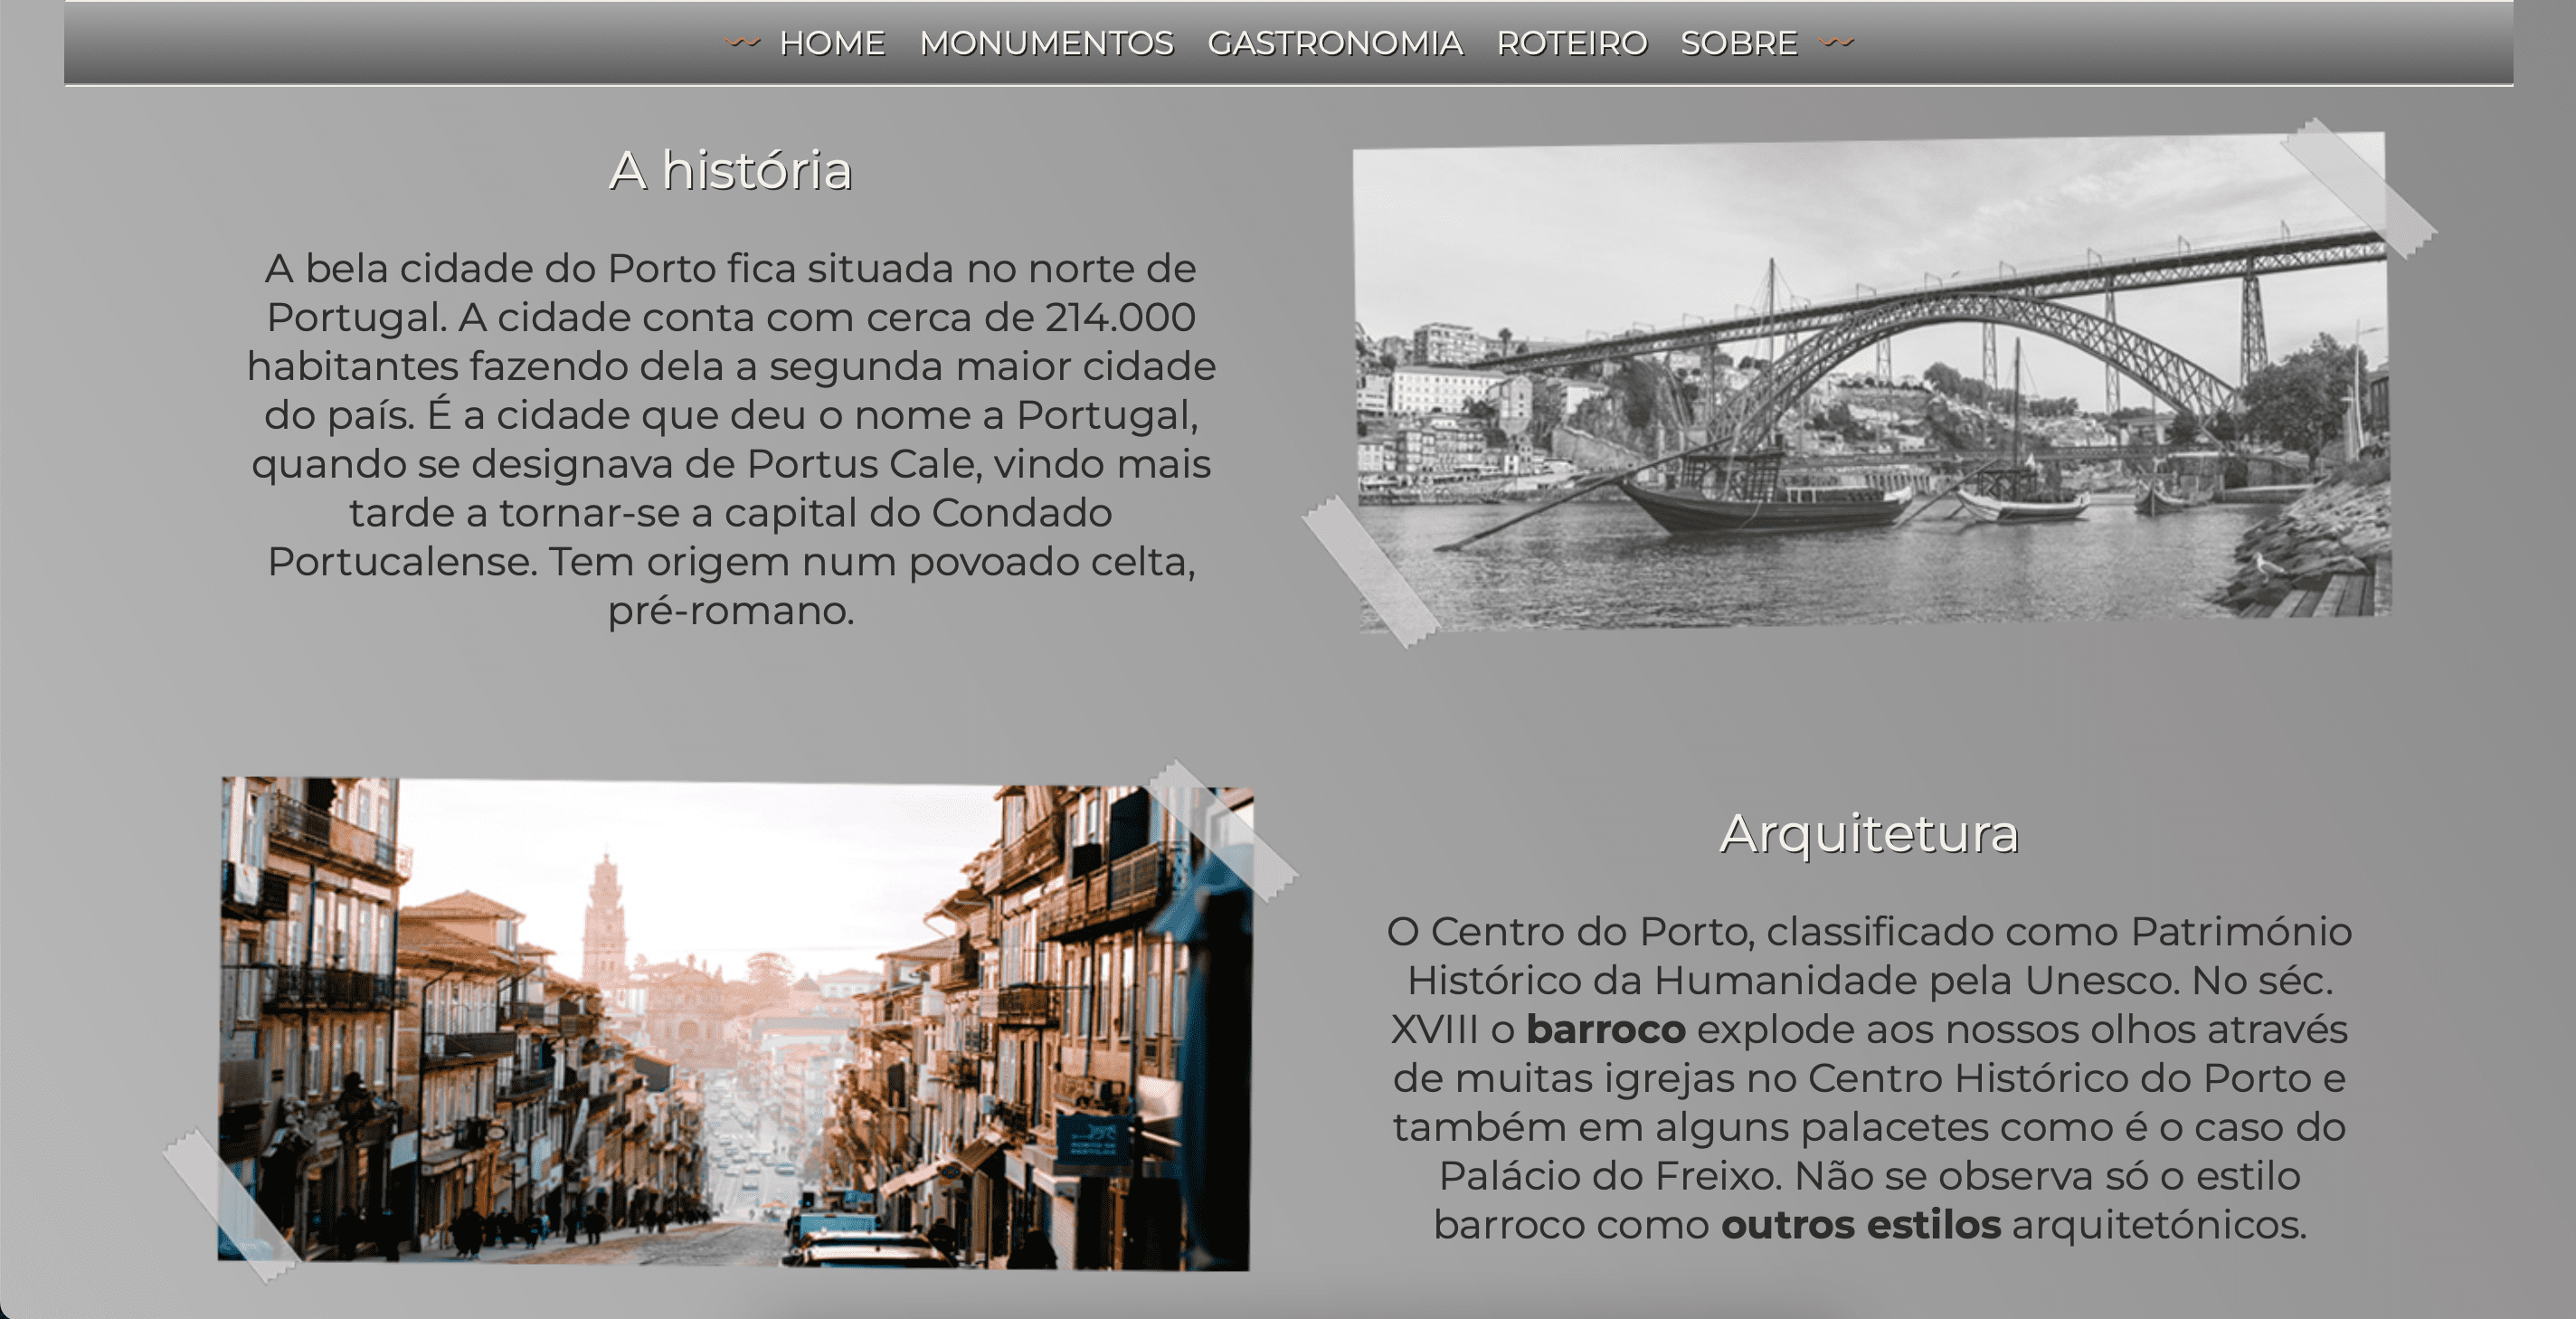 HOME MONUMENTOS GASTRONOMIA ROTEIRO SOBRE
A história
A bela cidade do Porto fica situada no norte de
Portugal. A cidade conta com cerca de 214.000
habitantes fazendo dela a segunda maior cidade
do país. É a cidade que deu o nome a Portugal,
quando se designava de Portus Cale, vindo mais
tarde a tornar-se a capital do Condado
Portucalense. Tem origem num povoado celta,
pré-romano.
Arquitetura
O Centro do Porto, classificado como Património
Histórico da Humanidade pela Unesco. No séc.
XVIII o barroco explode aos nossos olhos através
de muitas igrejas no Centro Histórico do Porto e
também em alguns palacetes como é o caso do
Palácio do Freixo. Não se observa só o estilo
barroco como outros estilos arquitetónicos.